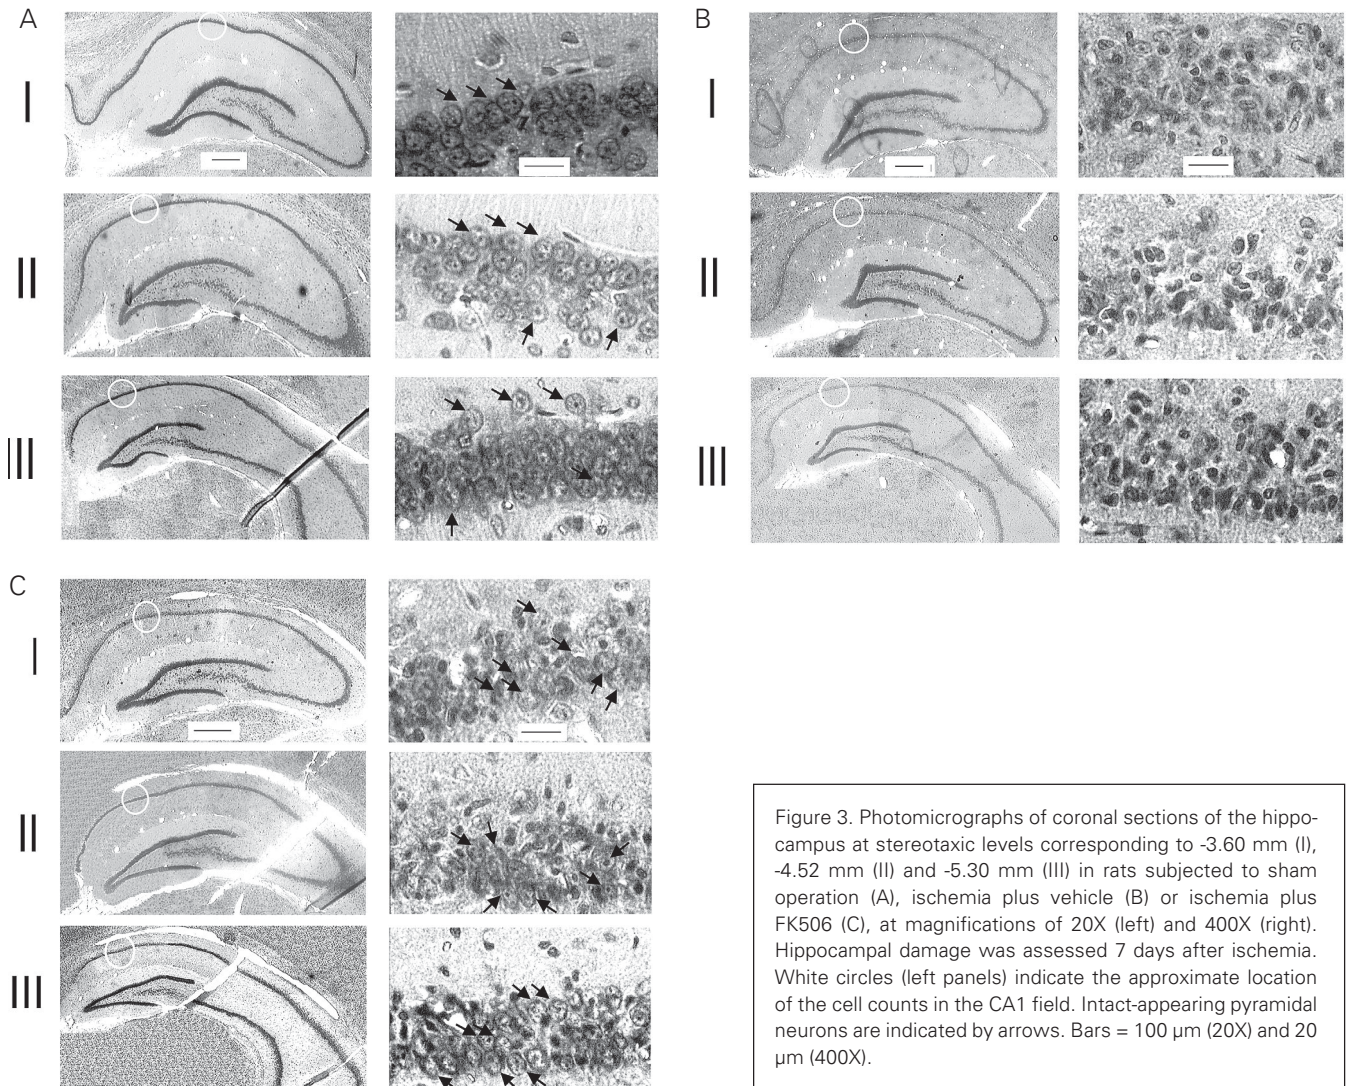 A
I
II
III
B
I
II
III
C
I
II
III
Figure 3. Photomicrographs of coronal sections of the hippo-
campus at stereotaxic levels corresponding to -3.60 mm (I),
-4.52 mm (II) and -5.30 mm (III) in rats subjected to sham
operation (A), ischemia plus vehicle (B) or ischemia plus
FK506 (C), at magnifications of 20X (left) and 400X (right).
Hippocampal damage was assessed 7 days after ischemia.
White circles (left panels) indicate the approximate location
of the cell counts in the CA1 field. Intact-appearing pyramidal
neurons are indicated by arrows. Bars = 100 µm (20X) and 20
µm (400X).